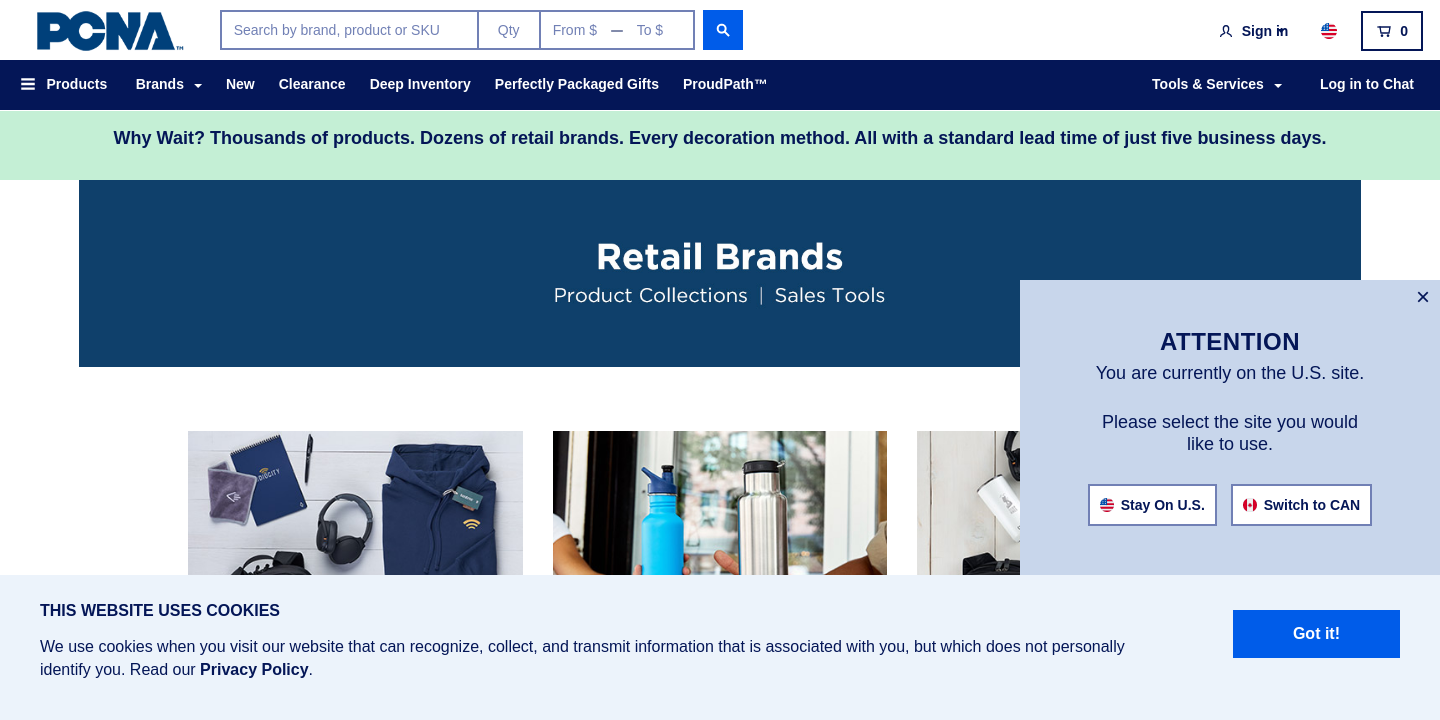 PCNA™
Search by brand, product or SKU
Qty
From $ — To $
Sign in
0
Products
Brands
New
Clearance
Deep Inventory
Perfectly Packaged Gifts
ProudPath™
Tools & Services
Log in to Chat
Why Wait? Thousands of products. Dozens of retail brands. Every decoration method. All with a standard lead time of just five business days.
Retail Brands
Product Collections | Sales Tools
×
ATTENTION
You are currently on the U.S. site.
Please select the site you would
like to use.
Stay On U.S.
Switch to CAN
THIS WEBSITE USES COOKIES
We use cookies when you visit our website that can recognize, collect, and transmit information that is associated with you, but which does not personally
identify you. Read our Privacy Policy.
Got it!